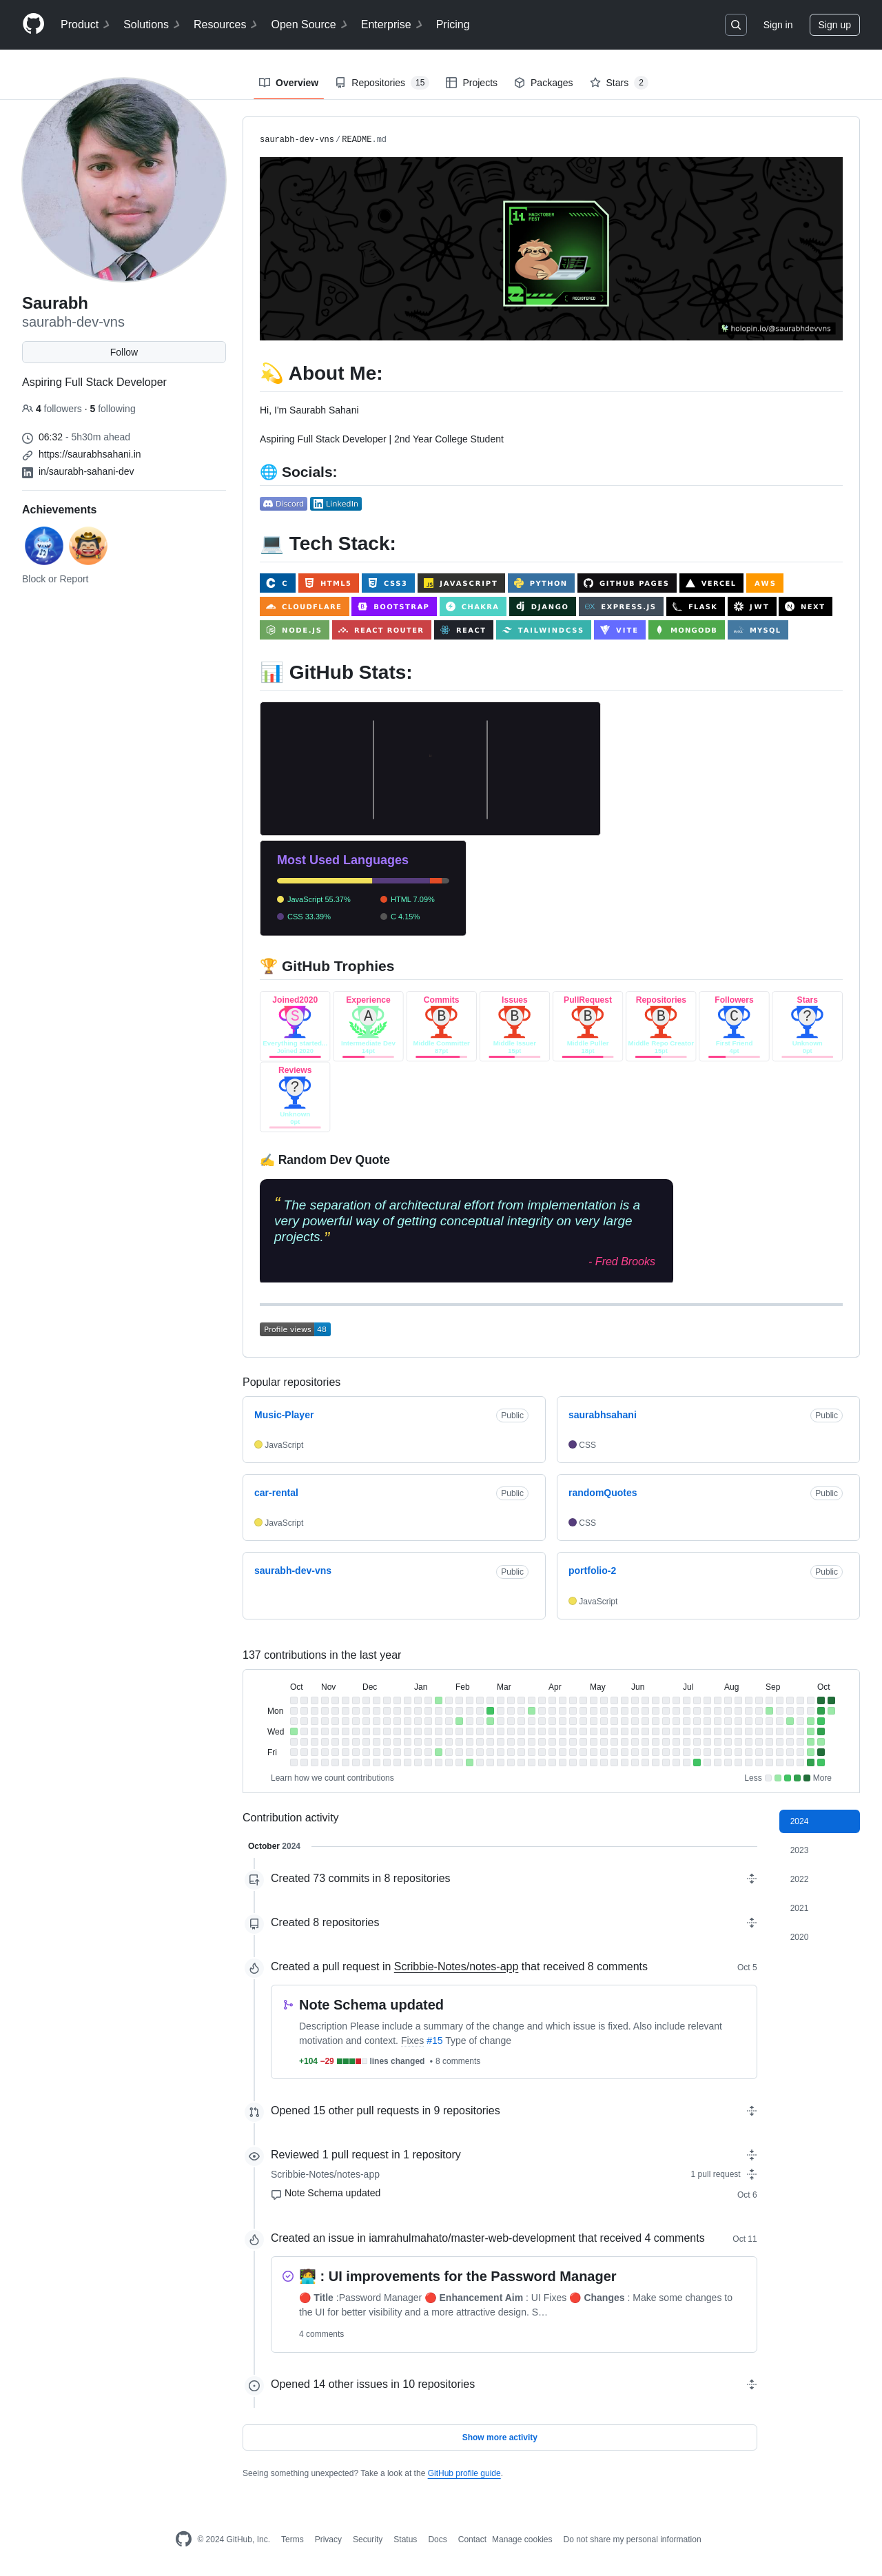 Product Solutions Resources Open Source Enterprise Pricing Sign in Sign up
Overview Repositories 15 Projects Packages Stars 2
Saurabh
saurabh-dev-vns
Follow
Aspiring Full Stack Developer
4 followers · 5 following
06:32 - 5h30m ahead
https://saurabhsahani.in
in/saurabh-sahani-dev
Achievements
Block or Report
saurabh-dev-vns/README.md
HACKTOBER
FEST
REGISTERED
holopin.io/@saurabhdevvns
💫 About Me:
Hi, I'm Saurabh Sahani
Aspiring Full Stack Developer | 2nd Year College Student
🌐 Socials:
Discord LinkedIn
💻 Tech Stack:
C HTML5 CSS3 JAVASCRIPT PYTHON GITHUB PAGES VERCEL AWS
CLOUDFLARE BOOTSTRAP CHAKRA DJANGO EXPRESS.JS FLASK JWT NEXT
NODE.JS REACT ROUTER REACT TAILWINDCSS VITE MONGODB MYSQL
📊 GitHub Stats:
Most Used Languages
JavaScript 55.37% HTML 7.09%
CSS 33.39% C 4.15%
🏆 GitHub Trophies
Joined2020 Experience Commits Issues PullRequest Repositories Followers Stars
S A B B B B C ?
Reviews
?
✍️ Random Dev Quote
“ The separation of architectural effort from implementation is a
very powerful way of getting conceptual integrity on very large
projects.”
- Fred Brooks
Profile views 48
Popular repositories
Music-Player Public
JavaScript
saurabhsahani Public
CSS
car-rental Public
JavaScript
randomQuotes Public
CSS
saurabh-dev-vns Public
portfolio-2 Public
JavaScript
137 contributions in the last year
Oct Nov Dec Jan Feb Mar Apr May Jun Jul Aug Sep Oct
Mon
Wed
Fri
Learn how we count contributions Less More
Contribution activity
2024
2023
2022
2021
2020
October 2024
Created 73 commits in 8 repositories
Created 8 repositories
Created a pull request in Scribbie-Notes/notes-app that received 8 comments Oct 5
Note Schema updated
Description Please include a summary of the change and which issue is fixed. Also include relevant
motivation and context. Fixes #15 Type of change
+104 −29 lines changed • 8 comments
Opened 15 other pull requests in 9 repositories
Reviewed 1 pull request in 1 repository
Scribbie-Notes/notes-app 1 pull request
Note Schema updated Oct 6
Created an issue in iamrahulmahato/master-web-development that received 4 comments Oct 11
🧑‍💻 : UI improvements for the Password Manager
🔴 Title :Password Manager 🔴 Enhancement Aim : UI Fixes 🔴 Changes : Make some changes to
the UI for better visibility and a more attractive design. S…
4 comments
Opened 14 other issues in 10 repositories
Show more activity
Seeing something unexpected? Take a look at the GitHub profile guide.
© 2024 GitHub, Inc. Terms Privacy Security Status Docs Contact Manage cookies Do not share my personal information